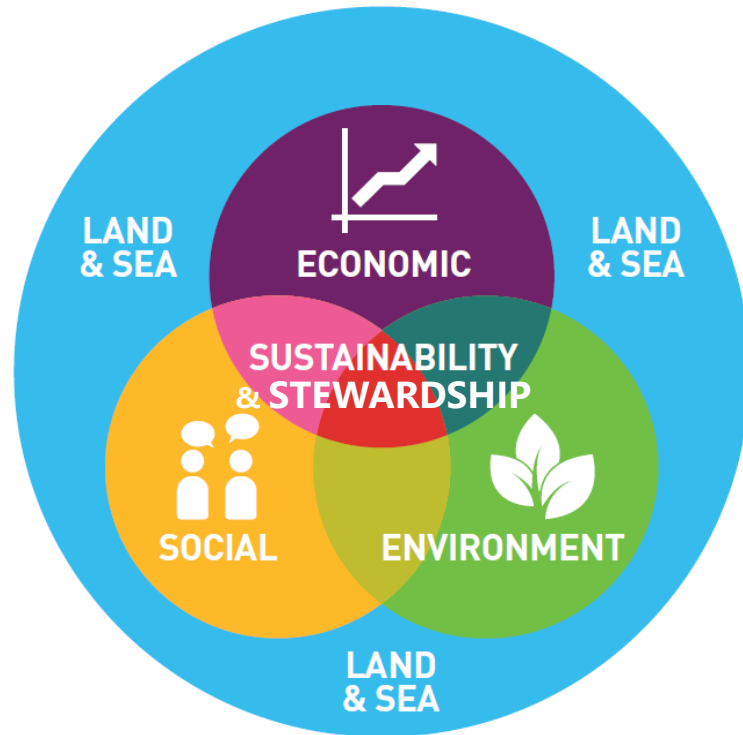 LAND
& SEA
LAND
& SEA
ECONOMIC
SUSTAINABILITY
& STEWARDSHIP
SOCIAL
ENVIRONMENT
LAND
& SEA